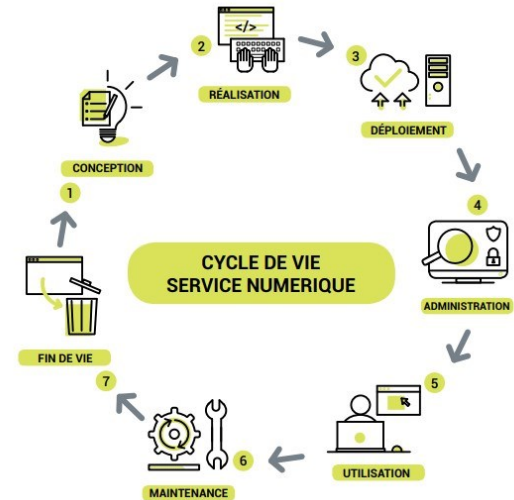 2
</>
RÉALISATION
3
DÉPLOIEMENT
CONCEPTION
1
4
ADMINISTRATION
CYCLE DE VIE
SERVICE NUMERIQUE
FIN DE VIE
7
5
UTILISATION
6
MAINTENANCE